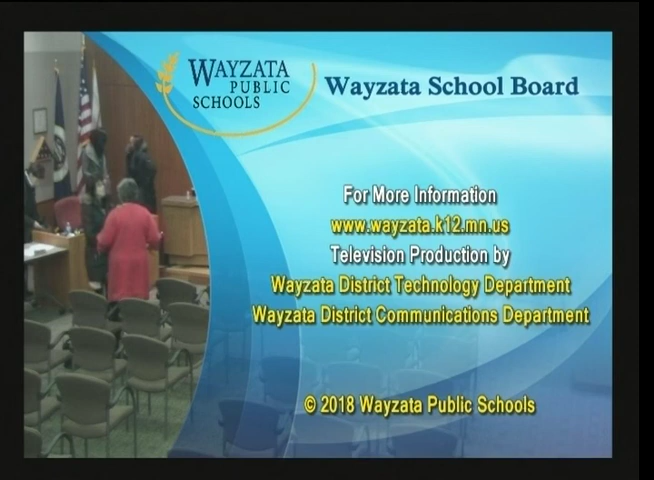 WAYZATA
PUBLIC
SCHOOLS
Wayzata School Board
For More Information
www.wayzata.k12.mn.us
Television Production by
Wayzata District Technology Department
Wayzata District Communications Department
© 2018 Wayzata Public Schools